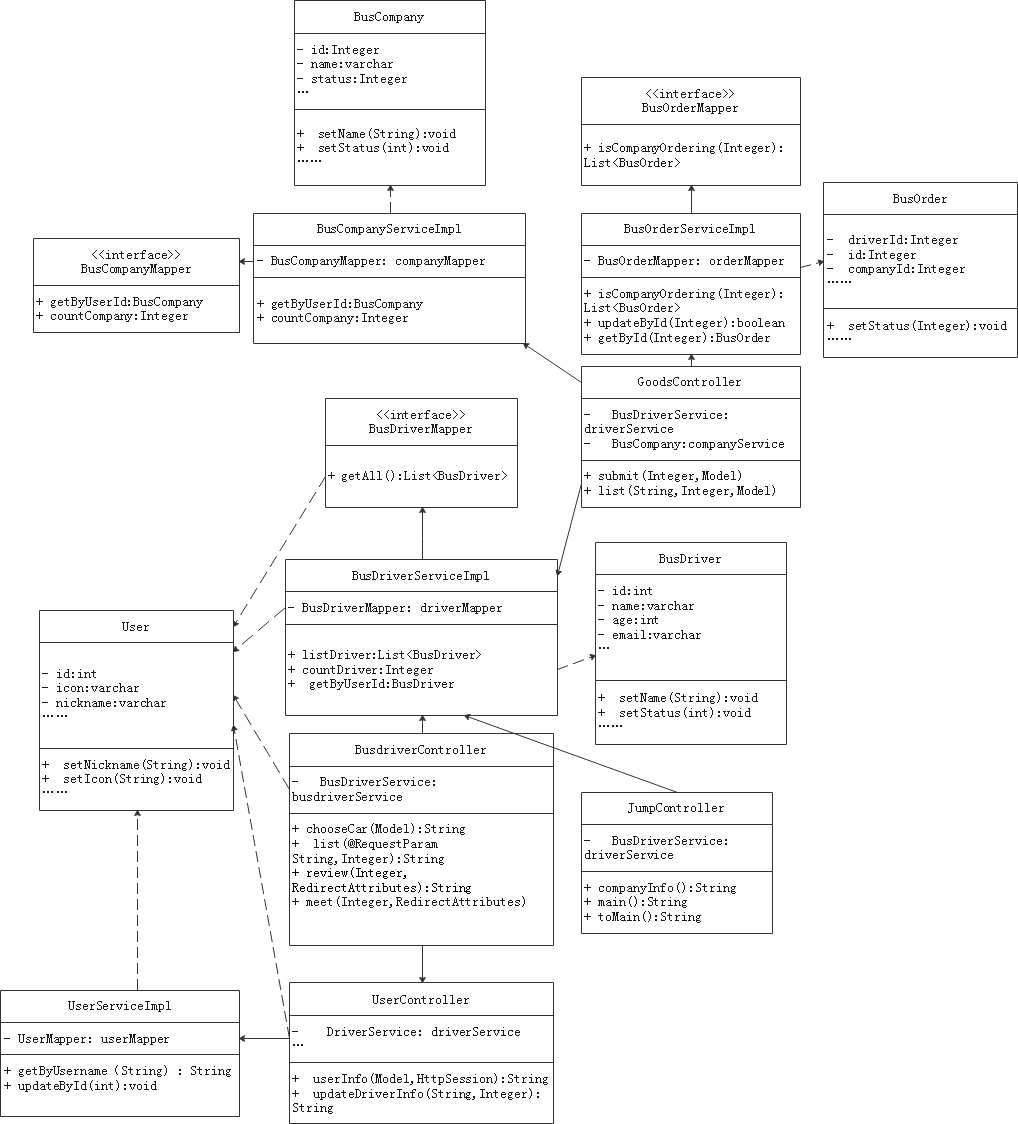 BusCompany
- id:Integer
- name:varchar
- status:Integer
…
+  setName(String):void
+  setStatus(int):void
……
<<interface>>
BusOrderMapper
+ isCompanyOrdering(Integer):
List<BusOrder>
BusOrder
-  driverId:Integer
-  id:Integer
-  companyId:Integer
……
+  setStatus(Integer):void
……
<<interface>>
BusCompanyMapper
+ getByUserId:BusCompany
+ countCompany:Integer
BusCompanyServiceImpl
- BusCompanyMapper: companyMapper
+ getByUserId:BusCompany
+ countCompany:Integer
BusOrderServiceImpl
- BusOrderMapper: orderMapper
+ isCompanyOrdering(Integer):
List<BusOrder>
+ updateById(Integer):boolean
+ getById(Integer):BusOrder
GoodsController
-   BusDriverService:
driverService
-   BusCompany:companyService
+ submit(Integer,Model)
+ list(String,Integer,Model)
<<interface>>
BusDriverMapper
+ getAll():List<BusDriver>
BusDriverServiceImpl
- BusDriverMapper: driverMapper
+ listDriver:List<BusDriver>
+ countDriver:Integer
+  getByUserId:BusDriver
BusDriver
- id:int
- name:varchar
- age:int
- email:varchar
…
+  setName(String):void
+  setStatus(int):void
……
User
- id:int
- icon:varchar
- nickname:varchar
……
+  setNickname(String):void
+  setIcon(String):void
……
BusdriverController
-   BusDriverService:
busdriverService
+ chooseCar(Model):String
+  list(@RequestParam
String,Integer):String
+ review(Integer,
RedirectAttributes):String
+ meet(Integer,RedirectAttributes)
JumpController
-   BusDriverService:
driverService
+ companyInfo():String
+ main():String
+ toMain():String
UserServiceImpl
- UserMapper: userMapper
+ getByUsername (String) : String
+ updateById(int):void
UserController
-    DriverService: driverService
…
+  userInfo(Model,HttpSession):String
+  updateDriverInfo(String,Integer):
String